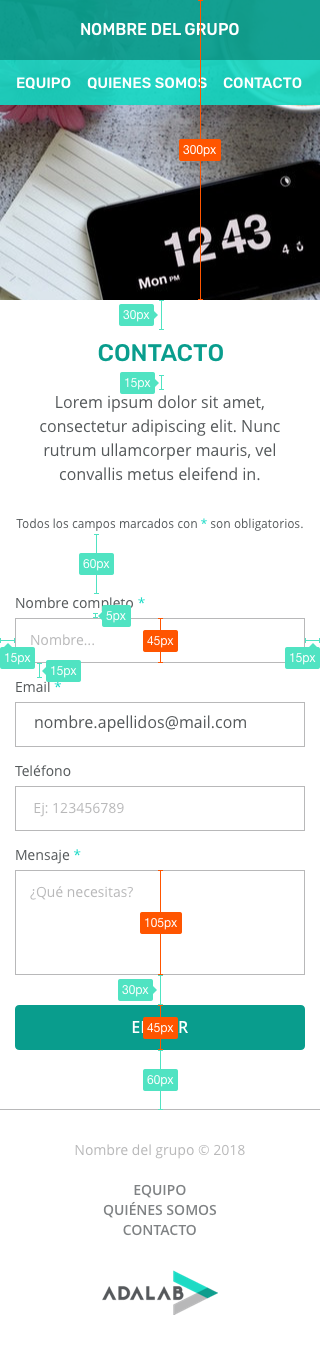 NOMBRE DEL GRUPO
EQUIPO QUIENES SOMOS CONTACTO
300px
12 43
Mon PM
30px
CONTACTO
15px
Lorem ipsum dolor sit amet,
consectetur adipiscing elit. Nunc
rutrum ullamcorper mauris, vel
convallis metus eleifend in.
Todos los campos marcados con * son obligatorios.
60px
Nombre completo *
5px
Nombre...
45px
15px
15px
15px
Email *
nombre.apellidos@mail.com
Teléfono
Ej: 123456789
Mensaje *
¿Qué necesitas?
105px
30px
45px
60px
Nombre del grupo © 2018
EQUIPO
QUIÉNES SOMOS
CONTACTO
ADALAB